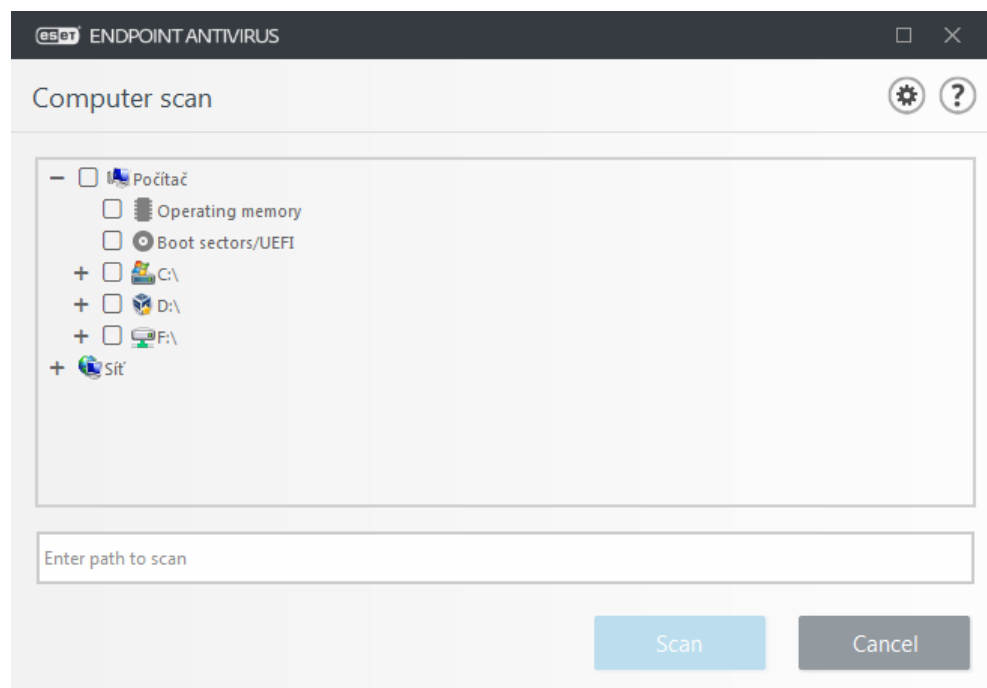 eset ENDPOINT ANTIVIRUS
Computer scan
?
Počítač
Operating memory
Boot sectors/UEFI
C:\
D:\
F:\
Síť
Enter path to scan
Scan Cancel